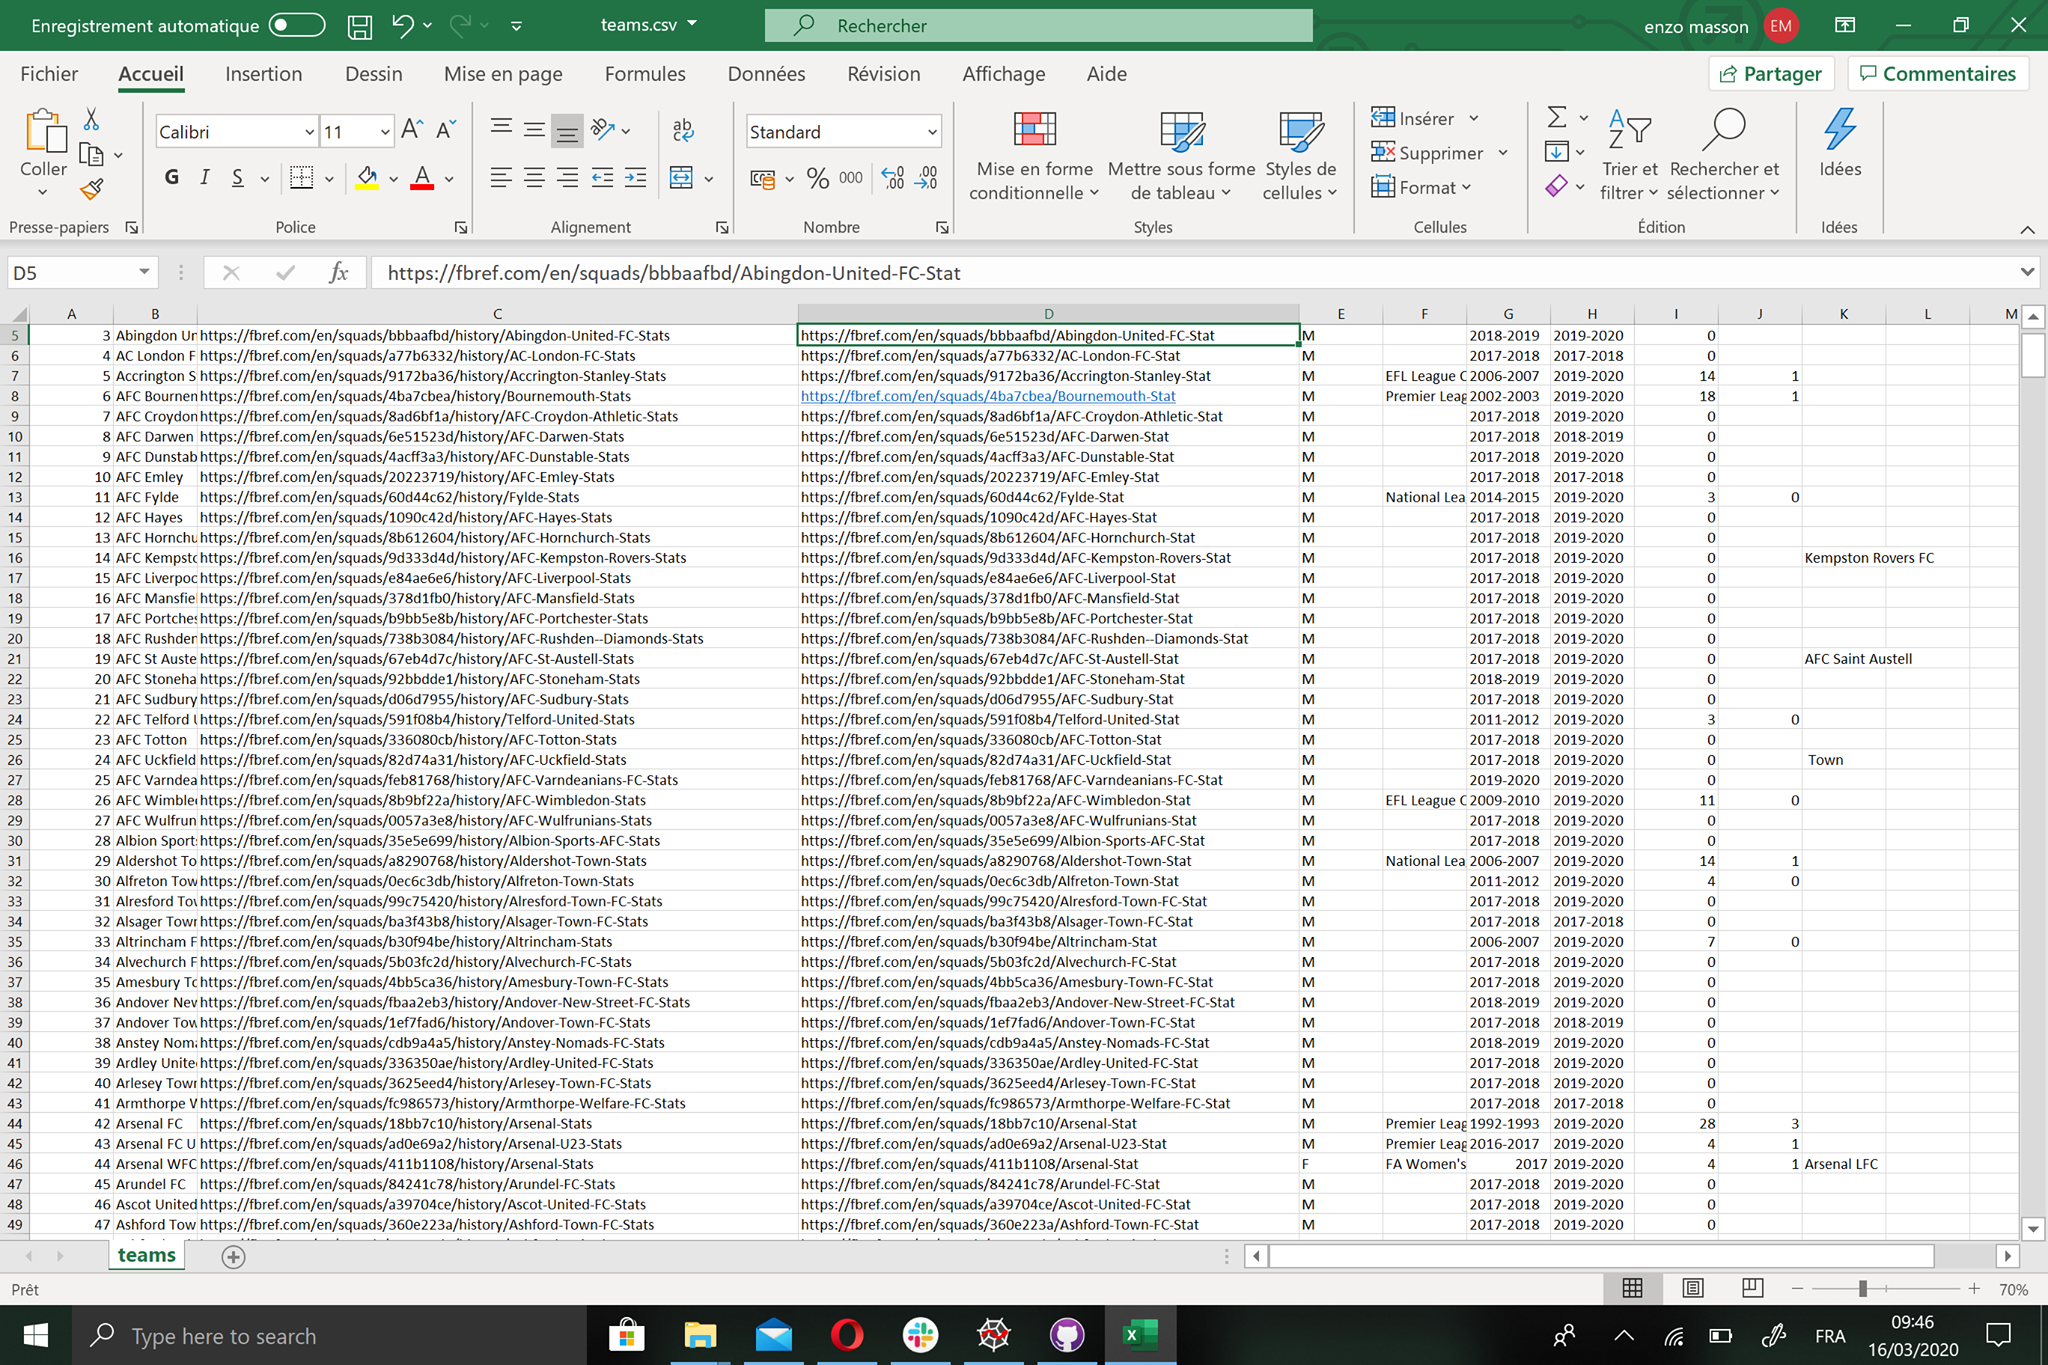 Enregistrement automatique
teams.csv
Rechercher
enzo masson EM
Fichier Accueil Insertion Dessin Mise en page Formules Données Révision Affichage Aide Partager Commentaires
Coller
Presse-papiers
Calibri 11
G I S
Police
Alignement
Standard
% 000
Nombre
Mise en forme conditionnelle
Mettre sous forme de tableau
Styles de cellules
Styles
Insérer
Supprimer
Format
Cellules
Trier et filtrer
Rechercher et sélectionner
Édition
Idées
Idées
D5 fx https://fbref.com/en/squads/bbbaafbd/Abingdon-United-FC-Stat
A B C D E F G H I J K L M
5 3 Abingdon Un https://fbref.com/en/squads/bbbaafbd/history/Abingdon-United-FC-Stats https://fbref.com/en/squads/bbbaafbd/Abingdon-United-FC-Stat M 2018-2019 2019-2020 0
6 4 AC London F https://fbref.com/en/squads/a77b6332/history/AC-London-FC-Stats https://fbref.com/en/squads/a77b6332/AC-London-FC-Stat M 2017-2018 2017-2018 0
7 5 Accrington S https://fbref.com/en/squads/9172ba36/history/Accrington-Stanley-Stats https://fbref.com/en/squads/9172ba36/Accrington-Stanley-Stat M EFL League C 2006-2007 2019-2020 14 1
8 6 AFC Bournen https://fbref.com/en/squads/4ba7cbea/history/Bournemouth-Stats https://fbref.com/en/squads/4ba7cbea/Bournemouth-Stat M Premier Leag 2002-2003 2019-2020 18 1
9 7 AFC Croydon https://fbref.com/en/squads/8ad6bf1a/history/AFC-Croydon-Athletic-Stats https://fbref.com/en/squads/8ad6bf1a/AFC-Croydon-Athletic-Stat M 2017-2018 2019-2020 0
10 8 AFC Darwen https://fbref.com/en/squads/6e51523d/history/AFC-Darwen-Stats https://fbref.com/en/squads/6e51523d/AFC-Darwen-Stat M 2017-2018 2018-2019 0
11 9 AFC Dunstab https://fbref.com/en/squads/4acff3a3/history/AFC-Dunstable-Stats https://fbref.com/en/squads/4acff3a3/AFC-Dunstable-Stat M 2017-2018 2019-2020 0
12 10 AFC Emley https://fbref.com/en/squads/20223719/history/AFC-Emley-Stats https://fbref.com/en/squads/20223719/AFC-Emley-Stat M 2017-2018 2017-2018 0
13 11 AFC Fylde https://fbref.com/en/squads/60d44c62/history/Fylde-Stats https://fbref.com/en/squads/60d44c62/Fylde-Stat M National Lea 2014-2015 2019-2020 3 0
14 12 AFC Hayes https://fbref.com/en/squads/1090c42d/history/AFC-Hayes-Stats https://fbref.com/en/squads/1090c42d/AFC-Hayes-Stat M 2017-2018 2019-2020 0
15 13 AFC Hornchu https://fbref.com/en/squads/8b612604/history/AFC-Hornchurch-Stats https://fbref.com/en/squads/8b612604/AFC-Hornchurch-Stat M 2017-2018 2019-2020 0
16 14 AFC Kempsto https://fbref.com/en/squads/9d333d4d/history/AFC-Kempston-Rovers-Stats https://fbref.com/en/squads/9d333d4d/AFC-Kempston-Rovers-Stat M 2017-2018 2019-2020 0 Kempston Rovers FC
17 15 AFC Liverpoc https://fbref.com/en/squads/e84ae6e6/history/AFC-Liverpool-Stats https://fbref.com/en/squads/e84ae6e6/AFC-Liverpool-Stat M 2017-2018 2019-2020 0
18 16 AFC Mansfie https://fbref.com/en/squads/378d1fb0/history/AFC-Mansfield-Stats https://fbref.com/en/squads/378d1fb0/AFC-Mansfield-Stat M 2017-2018 2019-2020 0
19 17 AFC Portches https://fbref.com/en/squads/b9bb5e8b/history/AFC-Portchester-Stats https://fbref.com/en/squads/b9bb5e8b/AFC-Portchester-Stat M 2017-2018 2019-2020 0
20 18 AFC Rushden https://fbref.com/en/squads/738b3084/history/AFC-Rushden--Diamonds-Stats https://fbref.com/en/squads/738b3084/AFC-Rushden--Diamonds-Stat M 2017-2018 2019-2020 0
21 19 AFC St Auste https://fbref.com/en/squads/67eb4d7c/history/AFC-St-Austell-Stats https://fbref.com/en/squads/67eb4d7c/AFC-St-Austell-Stat M 2017-2018 2019-2020 0 AFC Saint Austell
22 20 AFC Stoneha https://fbref.com/en/squads/92bbdde1/history/AFC-Stoneham-Stats https://fbref.com/en/squads/92bbdde1/AFC-Stoneham-Stat M 2018-2019 2019-2020 0
23 21 AFC Sudbury https://fbref.com/en/squads/d06d7955/history/AFC-Sudbury-Stats https://fbref.com/en/squads/d06d7955/AFC-Sudbury-Stat M 2017-2018 2019-2020 0
24 22 AFC Telford U https://fbref.com/en/squads/591f08b4/history/Telford-United-Stats https://fbref.com/en/squads/591f08b4/Telford-United-Stat M 2011-2012 2019-2020 3 0
25 23 AFC Totton https://fbref.com/en/squads/336080cb/history/AFC-Totton-Stats https://fbref.com/en/squads/336080cb/AFC-Totton-Stat M 2017-2018 2019-2020 0
26 24 AFC Uckfield https://fbref.com/en/squads/82d74a31/history/AFC-Uckfield-Stats https://fbref.com/en/squads/82d74a31/AFC-Uckfield-Stat M 2017-2018 2019-2020 0 Town
27 25 AFC Varndea https://fbref.com/en/squads/feb81768/history/AFC-Varndeanians-FC-Stats https://fbref.com/en/squads/feb81768/AFC-Varndeanians-FC-Stat M 2019-2020 2019-2020 0
28 26 AFC Wimble https://fbref.com/en/squads/8b9bf22a/history/AFC-Wimbledon-Stats https://fbref.com/en/squads/8b9bf22a/AFC-Wimbledon-Stat M EFL League C 2009-2010 2019-2020 11 0
29 27 AFC Wulfrun https://fbref.com/en/squads/0057a3e8/history/AFC-Wulfrunians-Stats https://fbref.com/en/squads/0057a3e8/AFC-Wulfrunians-Stat M 2017-2018 2019-2020 0
30 28 Albion Sport https://fbref.com/en/squads/35e5e699/history/Albion-Sports-AFC-Stats https://fbref.com/en/squads/35e5e699/Albion-Sports-AFC-Stat M 2017-2018 2019-2020 0
31 29 Aldershot To https://fbref.com/en/squads/a8290768/history/Aldershot-Town-Stats https://fbref.com/en/squads/a8290768/Aldershot-Town-Stat M National Lea 2006-2007 2019-2020 14 1
32 30 Alfreton Tow https://fbref.com/en/squads/0ec6c3db/history/Alfreton-Town-Stats https://fbref.com/en/squads/0ec6c3db/Alfreton-Town-Stat M 2011-2012 2019-2020 4 0
33 31 Alresford Tov https://fbref.com/en/squads/99c75420/history/Alresford-Town-FC-Stats https://fbref.com/en/squads/99c75420/Alresford-Town-FC-Stat M 2017-2018 2019-2020 0
34 32 Alsager Town https://fbref.com/en/squads/ba3f43b8/history/Alsager-Town-FC-Stats https://fbref.com/en/squads/ba3f43b8/Alsager-Town-FC-Stat M 2017-2018 2017-2018 0
35 33 Altrincham F https://fbref.com/en/squads/b30f94be/history/Altrincham-Stats https://fbref.com/en/squads/b30f94be/Altrincham-Stat M 2006-2007 2019-2020 7 0
36 34 Alvechurch F https://fbref.com/en/squads/5b03fc2d/history/Alvechurch-FC-Stats https://fbref.com/en/squads/5b03fc2d/Alvechurch-FC-Stat M 2017-2018 2019-2020 0
37 35 Amesbury Tc https://fbref.com/en/squads/4bb5ca36/history/Amesbury-Town-FC-Stats https://fbref.com/en/squads/4bb5ca36/Amesbury-Town-FC-Stat M 2017-2018 2019-2020 0
38 36 Andover Nev https://fbref.com/en/squads/fbaa2eb3/history/Andover-New-Street-FC-Stats https://fbref.com/en/squads/fbaa2eb3/Andover-New-Street-FC-Stat M 2018-2019 2019-2020 0
39 37 Andover Tow https://fbref.com/en/squads/1ef7fad6/history/Andover-Town-FC-Stats https://fbref.com/en/squads/1ef7fad6/Andover-Town-FC-Stat M 2017-2018 2018-2019 0
40 38 Anstey Nom https://fbref.com/en/squads/cdb9a4a5/history/Anstey-Nomads-FC-Stats https://fbref.com/en/squads/cdb9a4a5/Anstey-Nomads-FC-Stat M 2018-2019 2019-2020 0
41 39 Ardley Unite https://fbref.com/en/squads/336350ae/history/Ardley-United-FC-Stats https://fbref.com/en/squads/336350ae/Ardley-United-FC-Stat M 2017-2018 2019-2020 0
42 40 Arlesey Town https://fbref.com/en/squads/3625eed4/history/Arlesey-Town-FC-Stats https://fbref.com/en/squads/3625eed4/Arlesey-Town-FC-Stat M 2017-2018 2019-2020 0
43 41 Armthorpe V https://fbref.com/en/squads/fc986573/history/Armthorpe-Welfare-FC-Stats https://fbref.com/en/squads/fc986573/Armthorpe-Welfare-FC-Stat M 2017-2018 2017-2018 0
44 42 Arsenal FC https://fbref.com/en/squads/18bb7c10/history/Arsenal-Stats https://fbref.com/en/squads/18bb7c10/Arsenal-Stat M Premier Leag 1992-1993 2019-2020 28 3
45 43 Arsenal FC U https://fbref.com/en/squads/ad0e69a2/history/Arsenal-U23-Stats https://fbref.com/en/squads/ad0e69a2/Arsenal-U23-Stat M Premier Leag 2016-2017 2019-2020 4 1
46 44 Arsenal WFC https://fbref.com/en/squads/411b1108/history/Arsenal-Stats https://fbref.com/en/squads/411b1108/Arsenal-Stat F FA Women's 2017 2019-2020 4 1 Arsenal LFC
47 45 Arundel FC https://fbref.com/en/squads/84241c78/history/Arundel-FC-Stats https://fbref.com/en/squads/84241c78/Arundel-FC-Stat M 2017-2018 2019-2020 0
48 46 Ascot United https://fbref.com/en/squads/a39704ce/history/Ascot-United-FC-Stats https://fbref.com/en/squads/a39704ce/Ascot-United-FC-Stat M 2017-2018 2019-2020 0
49 47 Ashford Tow https://fbref.com/en/squads/360e223a/history/Ashford-Town-FC-Stats https://fbref.com/en/squads/360e223a/Ashford-Town-FC-Stat M 2017-2018 2019-2020 0
teams
Prêt 70%
Type here to search
FRA
09:46
16/03/2020